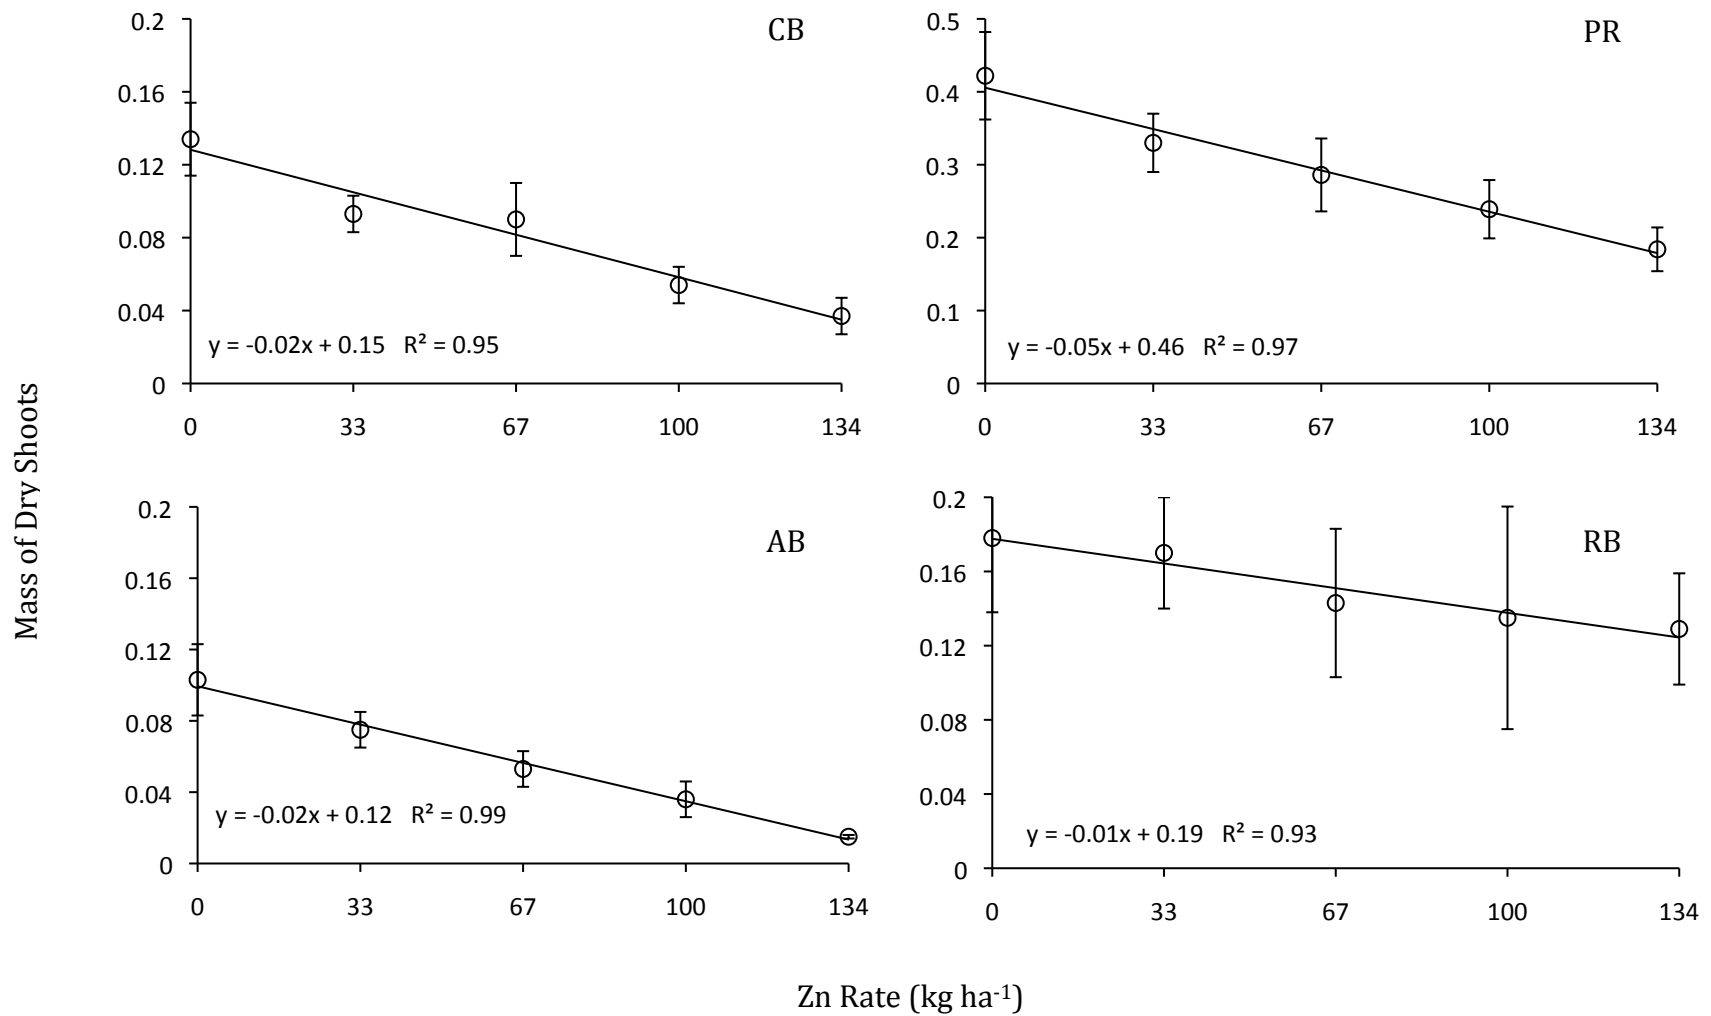 CB
0.2
0.16
0.12
0.08
0.04
0
y = -0.02x + 0.15 R² = 0.95
0 33 67 100 134
PR
0.5
0.4
0.3
0.2
0.1
0
y = -0.05x + 0.46 R² = 0.97
0 33 67 100 134
Mass of Dry Shoots
AB
0.2
0.16
0.12
0.08
0.04
0
y = -0.02x + 0.12 R² = 0.99
0 33 67 100 134
RB
0.2
0.16
0.12
0.08
0.04
0
y = -0.01x + 0.19 R² = 0.93
0 33 67 100 134
Zn Rate (kg ha⁻¹)